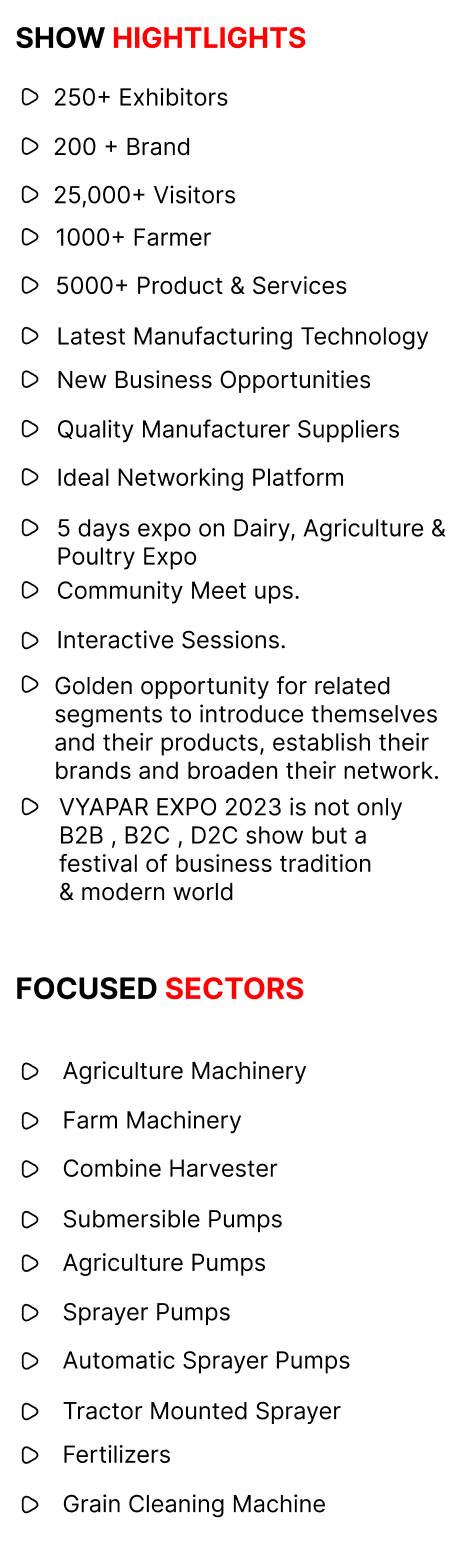 SHOW HIGHTLIGHTS
250+ Exhibitors
200 + Brand
25,000+ Visitors
1000+ Farmer
5000+ Product & Services
Latest Manufacturing Technology
New Business Opportunities
Quality Manufacturer Suppliers
Ideal Networking Platform
5 days expo on Dairy, Agriculture &
Poultry Expo
Community Meet ups.
Interactive Sessions.
Golden opportunity for related
segments to introduce themselves
and their products, establish their
brands and broaden their network.
VYAPAR EXPO 2023 is not only
B2B , B2C , D2C show but a
festival of business tradition
& modern world
FOCUSED SECTORS
Agriculture Machinery
Farm Machinery
Combine Harvester
Submersible Pumps
Agriculture Pumps
Sprayer Pumps
Automatic Sprayer Pumps
Tractor Mounted Sprayer
Fertilizers
Grain Cleaning Machine